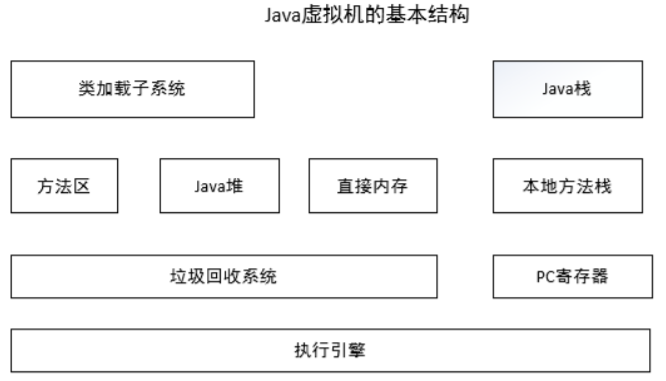 Java虚拟机的基本结构
类加载子系统
Java栈
方法区
Java堆
直接内存
本地方法栈
垃圾回收系统
PC寄存器
执行引擎